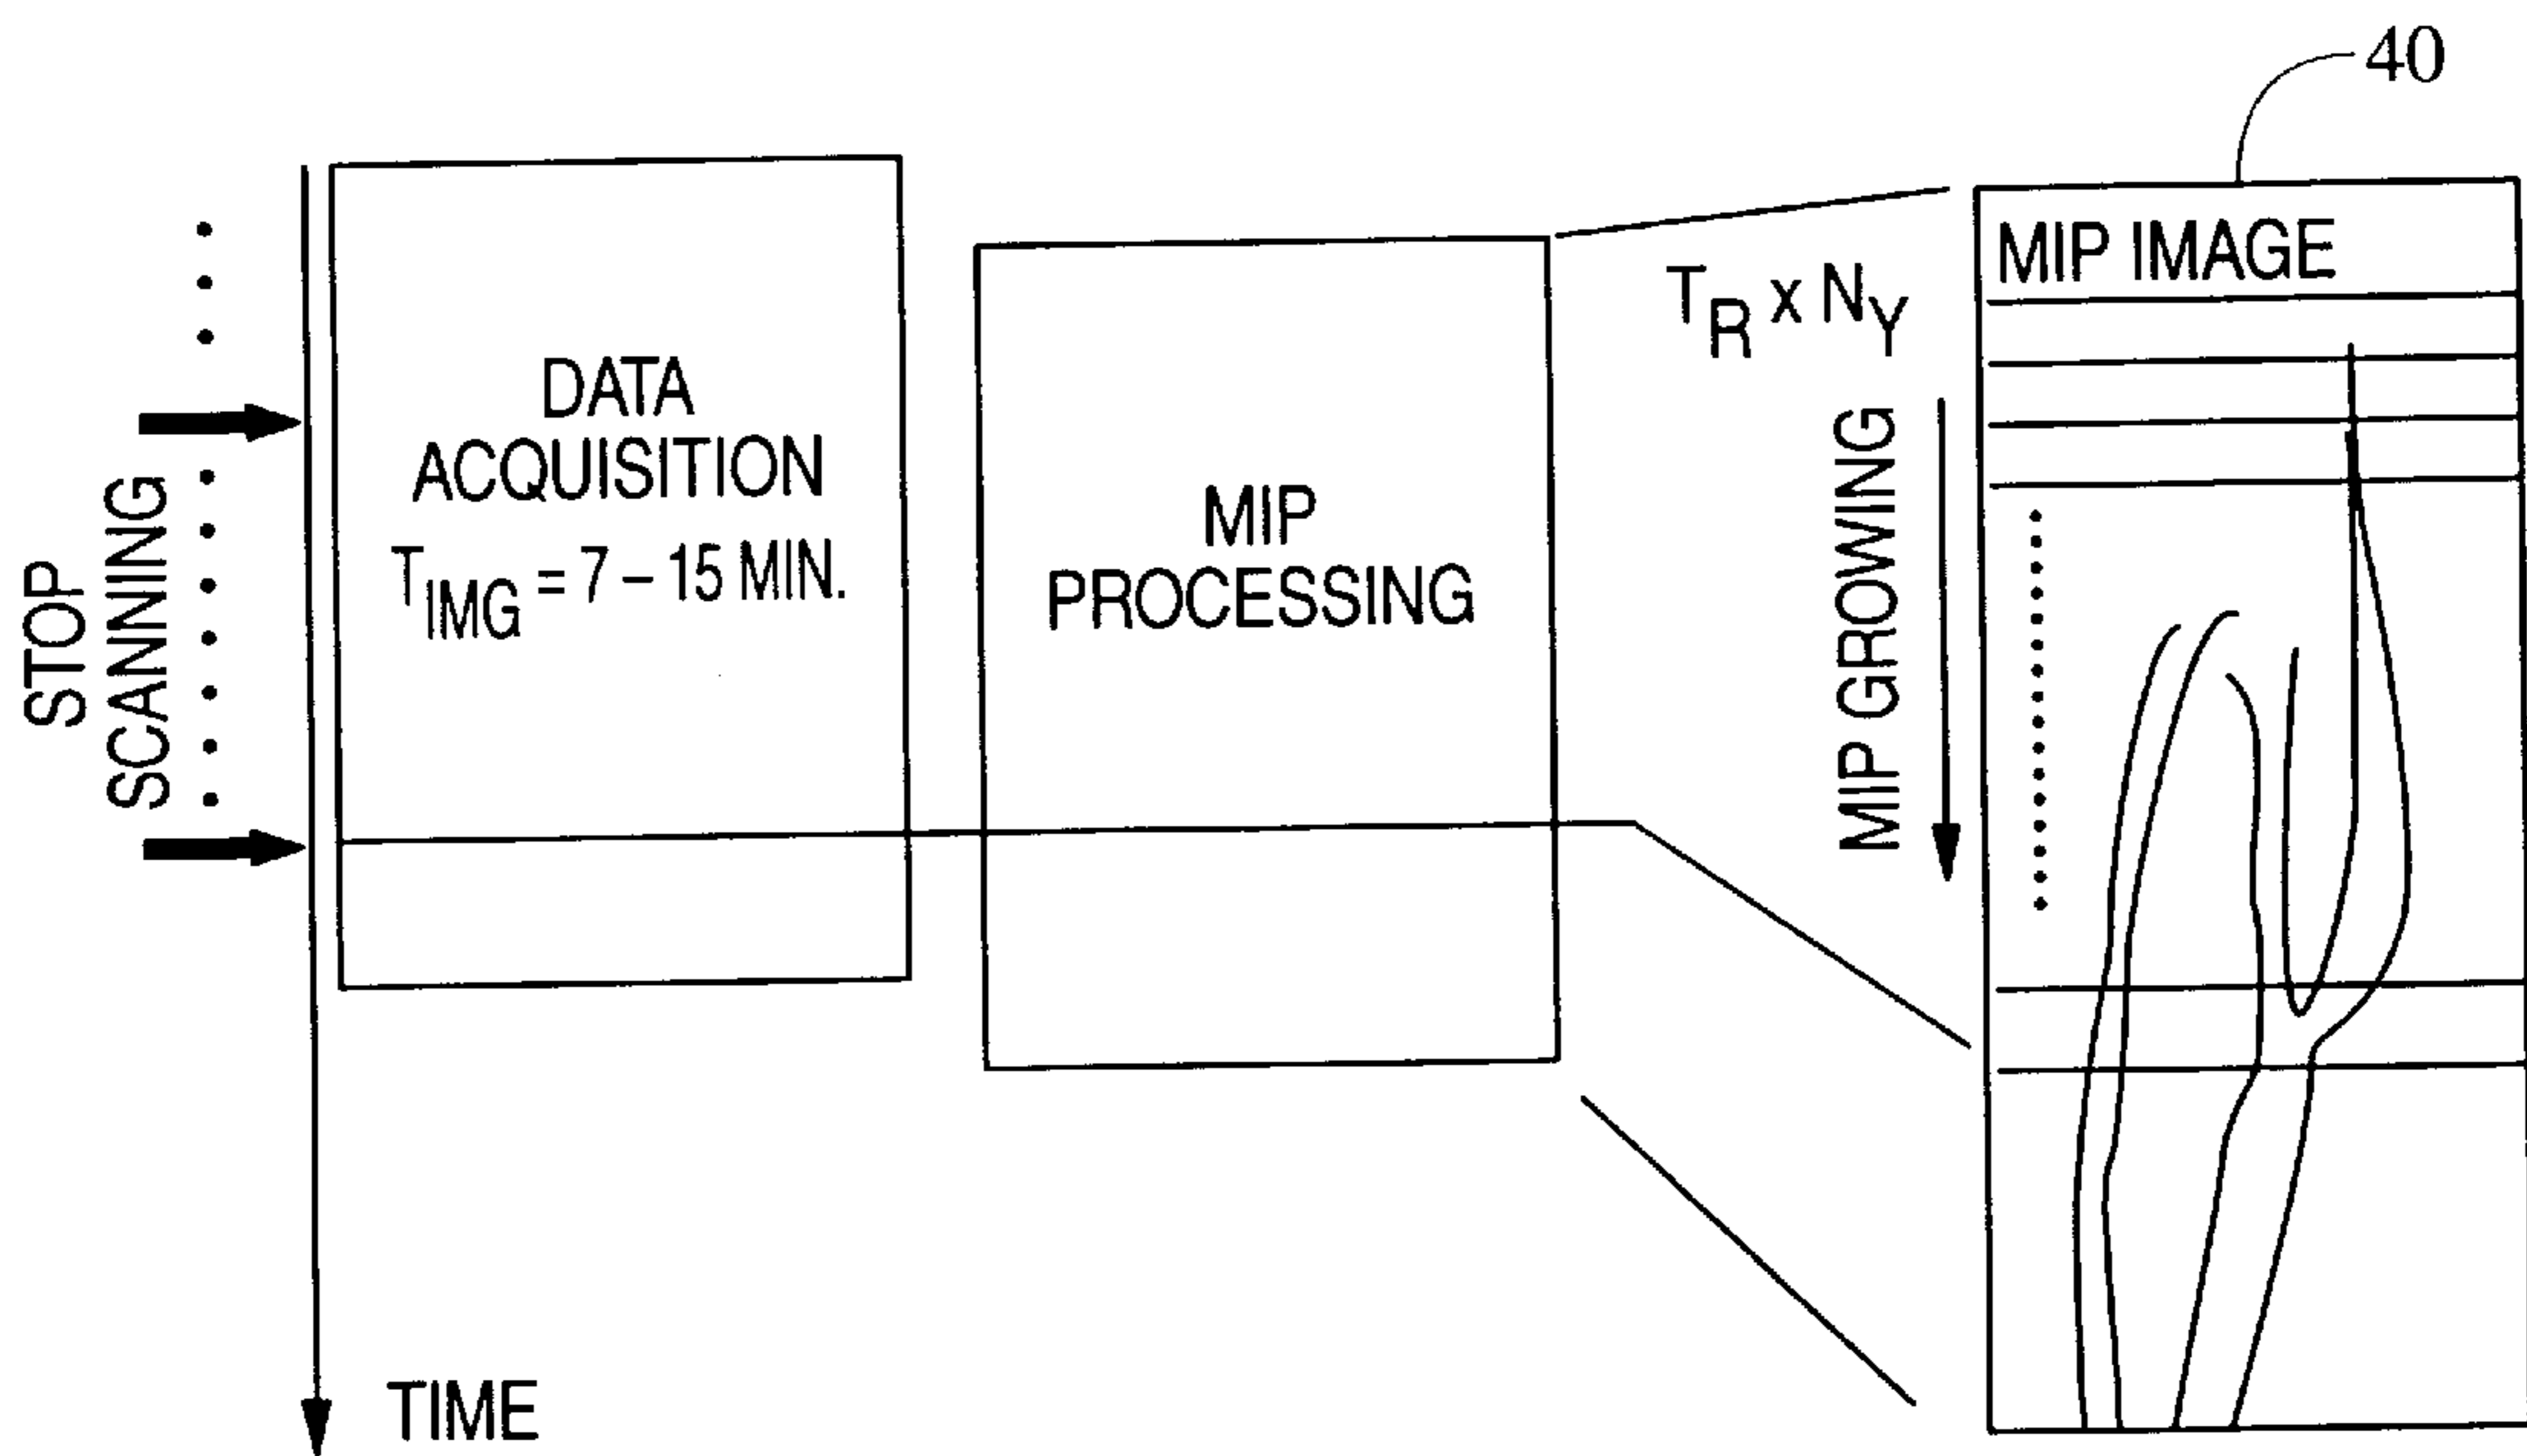 40
MIP IMAGE
T_R x N_Y
DATA
ACQUISITION
T_IMG = 7 – 15 MIN.
MIP
PROCESSING
STOP
SCANNING
MIP GROWING
TIME